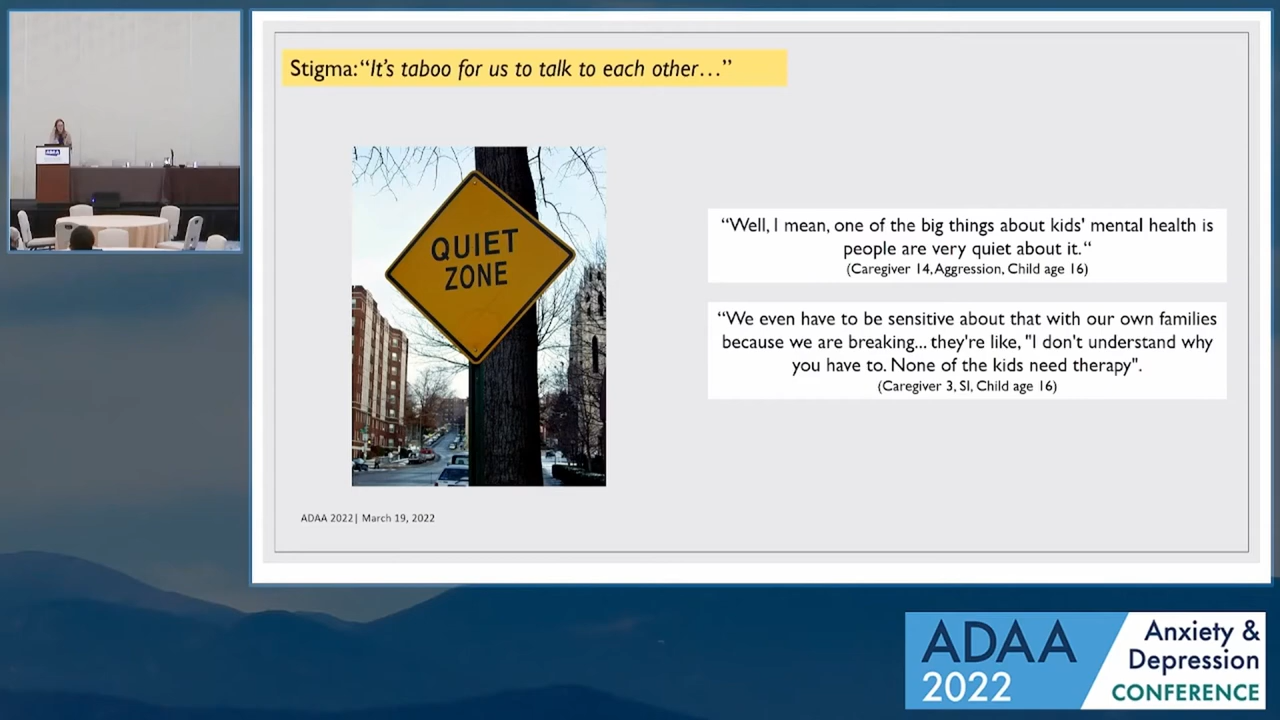 Stigma: “It’s taboo for us to talk to each other…”
QUIET
ZONE
“Well, I mean, one of the big things about kids' mental health is
people are very quiet about it.“
(Caregiver 14, Aggression, Child age 16)
“We even have to be sensitive about that with our own families
because we are breaking... they're like, "I don't understand why
you have to. None of the kids need therapy".
(Caregiver 3, SI, Child age 16)
ADAA 2022| March 19, 2022
ADAA
2022
Anxiety &
Depression
CONFERENCE